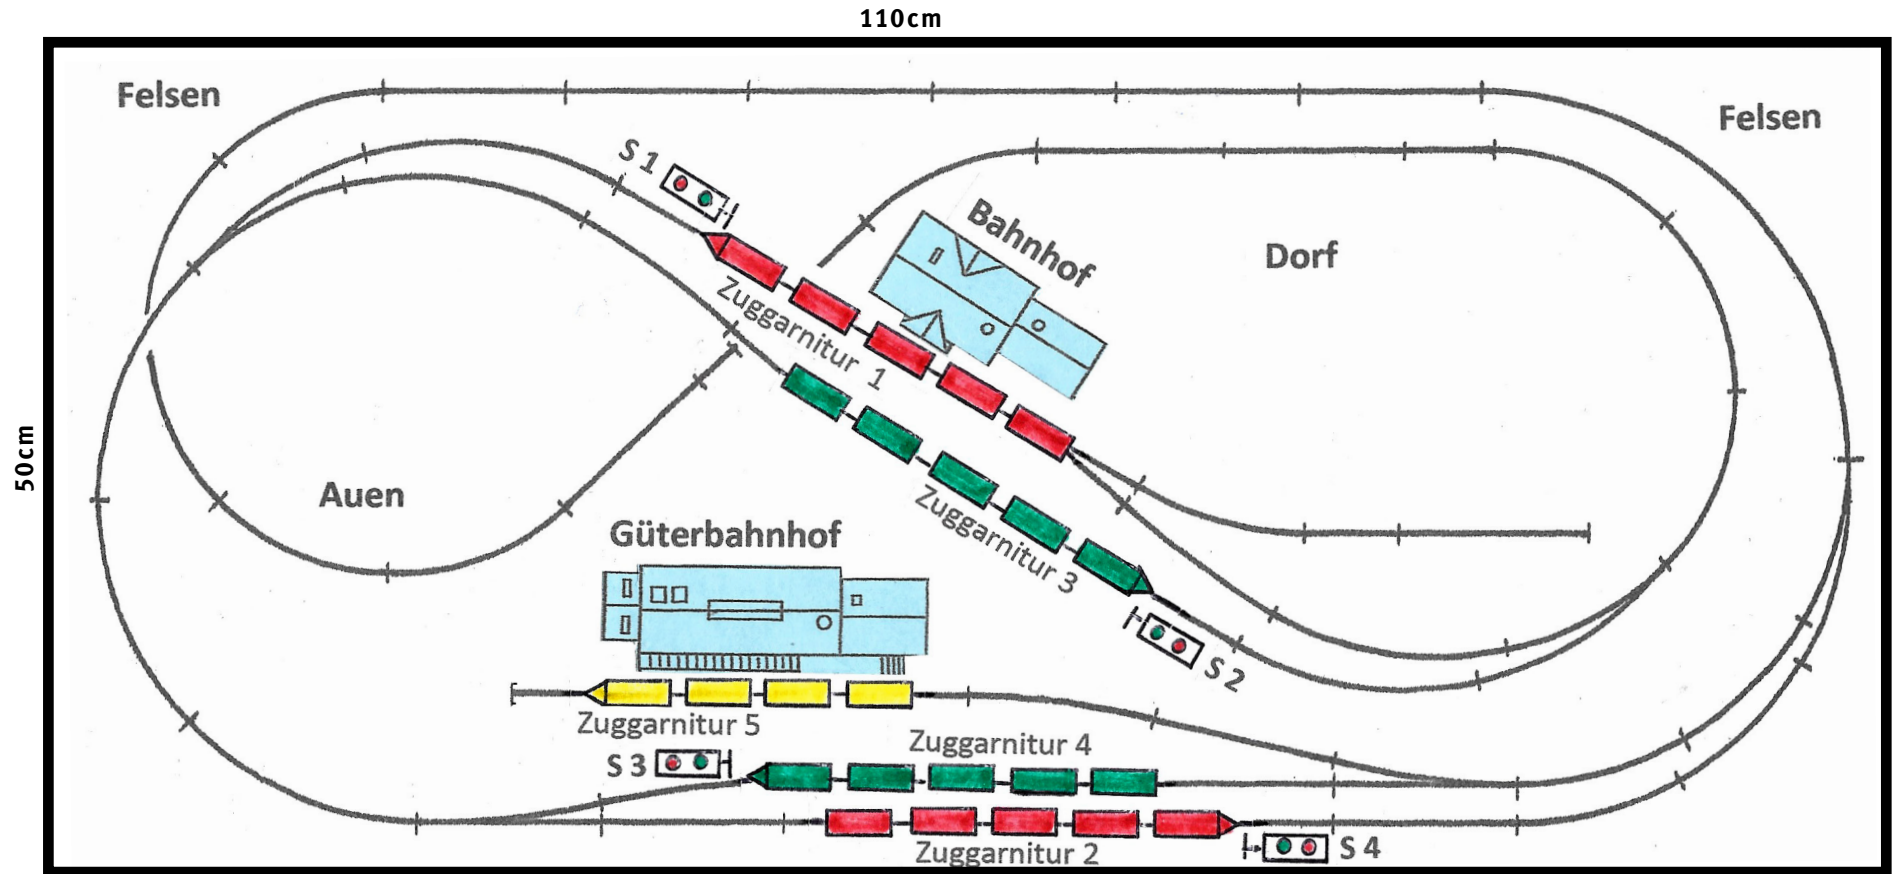 110cm
Felsen
Felsen
S 1
Bahnhof
Dorf
Zuggarnitur 1
50cm
Auen
Zuggarnitur 3
Güterbahnhof
S 2
Zuggarnitur 5
Zuggarnitur 4
S 3
Zuggarnitur 2
S 4